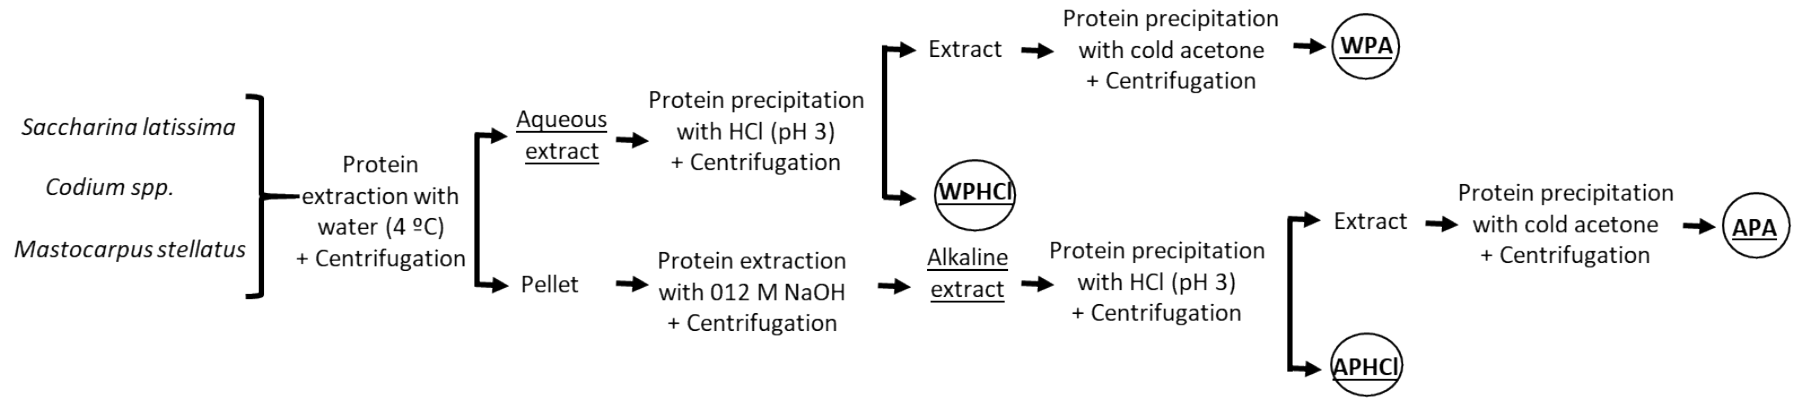 Saccharina latissima
Codium spp.
Mastocarpus stellatus
Protein
extraction with
water (4 ºC)
+ Centrifugation
Aqueous
extract
Protein precipitation
with HCl (pH 3)
+ Centrifugation
Extract
Protein precipitation
with cold acetone
+ Centrifugation
WPA
WPHCl
Pellet
Protein extraction
with 012 M NaOH
+ Centrifugation
Alkaline
extract
Protein precipitation
with HCl (pH 3)
+ Centrifugation
Extract
Protein precipitation
with cold acetone
+ Centrifugation
APA
APHCl